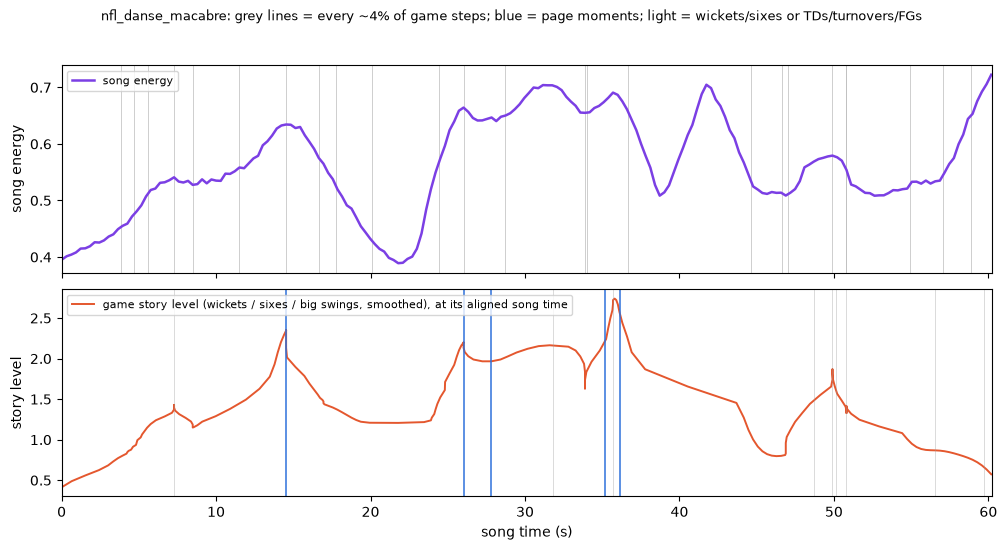 nfl_danse_macabre: grey lines = every ~4% of game steps; blue = page moments; light = wickets/sixes or TDs/turnovers/FGs
song energy
0.7
0.6
0.5
0.4
song energy
game story level (wickets / sixes / big swings, smoothed), at its aligned song time
2.5
2.0
1.5
1.0
0.5
story level
0 10 20 30 40 50 60
song time (s)